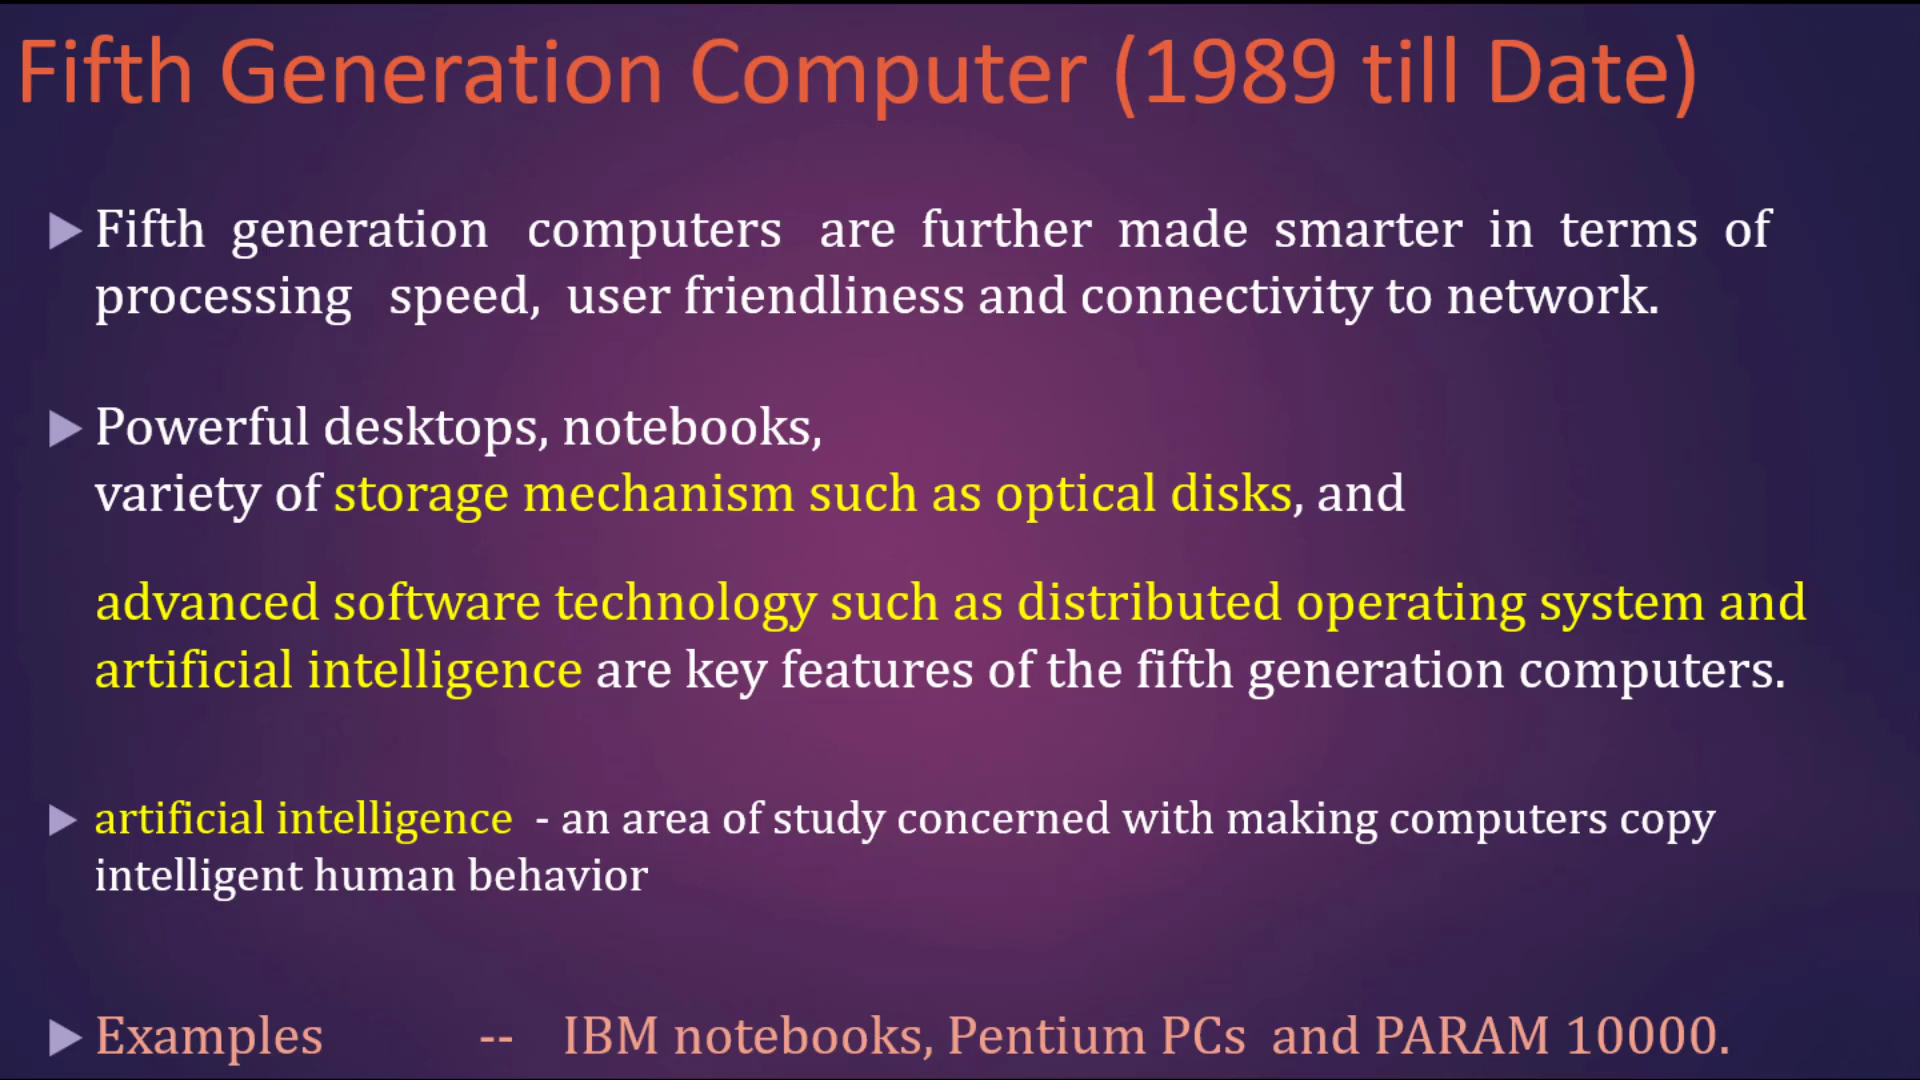 Fifth Generation Computer (1989 till Date)
Fifth generation computers are further made smarter in terms of
processing speed, user friendliness and connectivity to network.
Powerful desktops, notebooks,
variety of storage mechanism such as optical disks, and
advanced software technology such as distributed operating system and
artificial intelligence are key features of the fifth generation computers.
artificial intelligence - an area of study concerned with making computers copy
intelligent human behavior
Examples -- IBM notebooks, Pentium PCs and PARAM 10000.